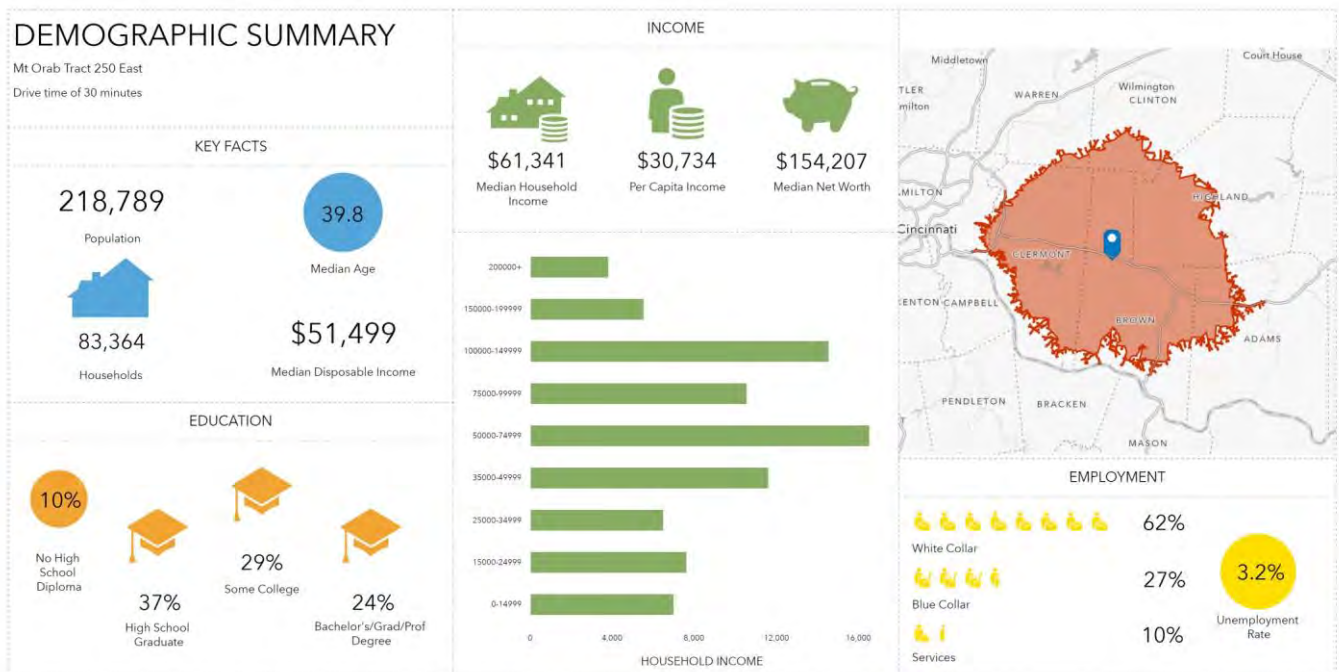 DEMOGRAPHIC SUMMARY
Mt Orab Tract 250 East
Drive time of 30 minutes
KEY FACTS
218,789
Population
39.8
Median Age
83,364
Households
$51,499
Median Disposable Income
EDUCATION
10%
No High
School
Diploma
37%
High School
Graduate
29%
Some College
24%
Bachelor's/Grad/Prof
Degree
INCOME
$61,341
Median Household
Income
$30,734
Per Capita Income
$154,207
Median Net Worth
200000+
150000-199999
100000-149999
75000-99999
50000-74999
35000-49999
25000-34999
15000-24999
0-14999
0
4,000
8,000
12,000
16,000
HOUSEHOLD INCOME
Middletown
Court House
TLER
milton
WARREN
Wilmington
CLINTON
MILTON
HIGHLAND
Cincinnati
CLERMONT
ENTON
CAMPBELL
BROWN
ADAMS
PENDLETON
BRACKEN
MASON
EMPLOYMENT
62%
White Collar
27%
Blue Collar
10%
Services
3.2%
Unemployment
Rate